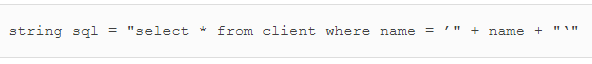 string sql = "select * from client where name = ’" + name + "‘"